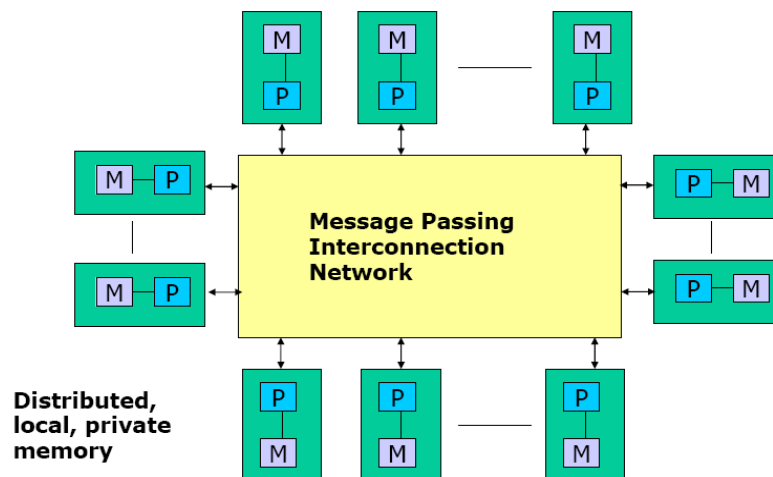 M M M
P P P
M P
P M
Message Passing
Interconnection
Network
M P
P M
P P P
M M M
Distributed,
local, private
memory